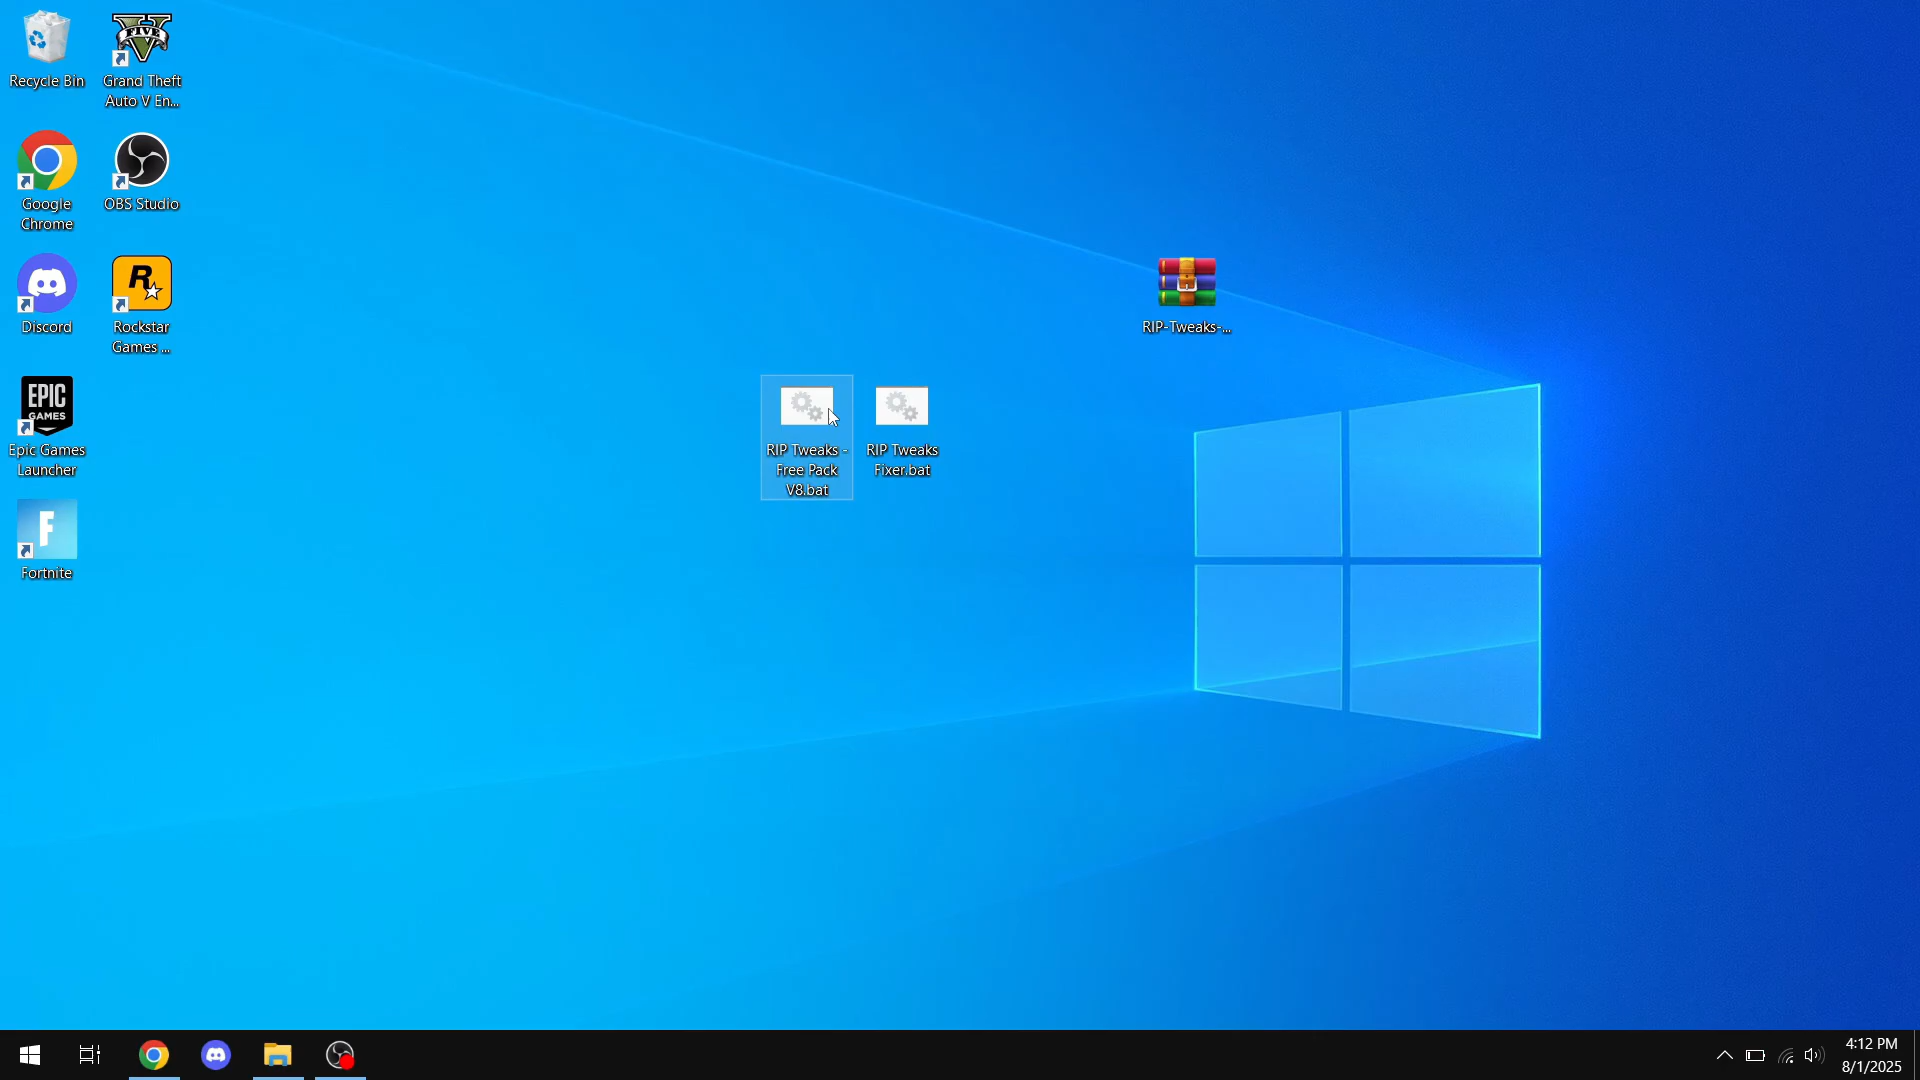 Recycle Bin
Grand Theft
Auto V En...
FIVE
Google
Chrome
OBS Studio
Discord
R
Rockstar
Games ...
EPIC
GAMES
Epic Games
Launcher
F
Fortnite
RIP Tweaks -
Free Pack
V8.bat
RIP Tweaks
Fixer.bat
RIP-Tweaks-...
4:12 PM
8/1/2025